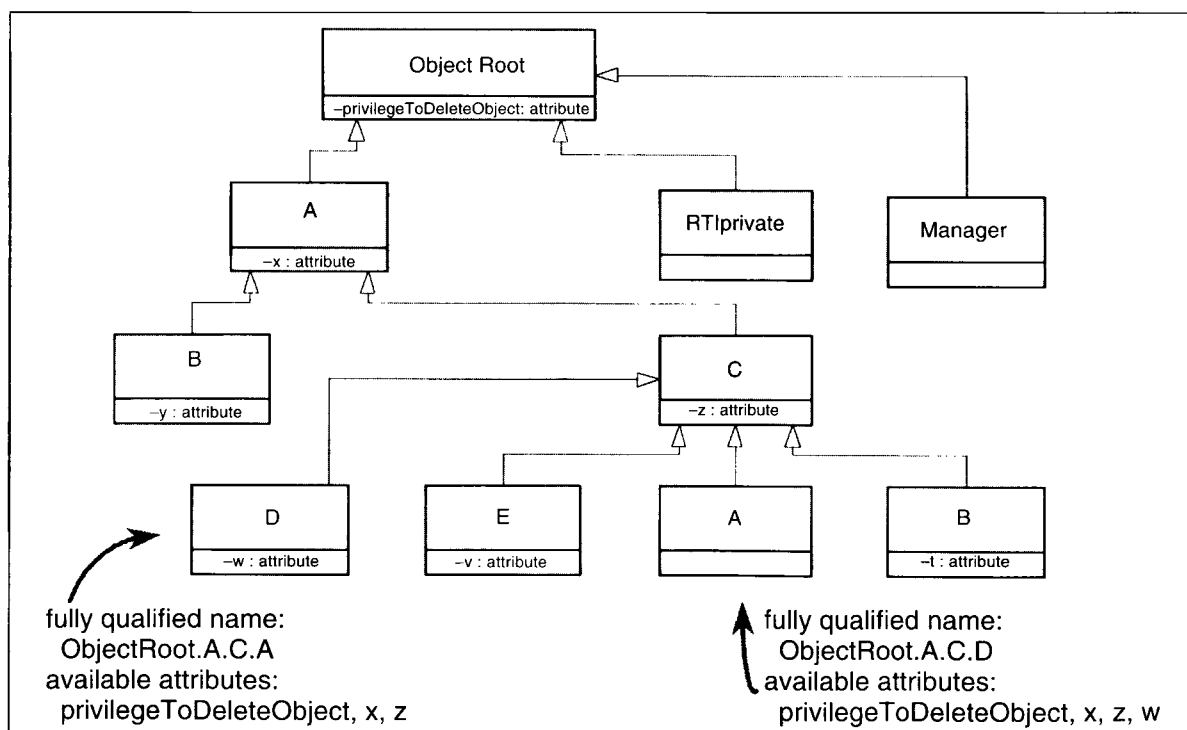 Object Root
–privilegeToDeleteObject: attribute
A
–x : attribute
RTIprivate
Manager
B
–y : attribute
C
–z : attribute
D
–w : attribute
E
–v : attribute
A
B
–t : attribute
fully qualified name:
ObjectRoot.A.C.A
available attributes:
privilegeToDeleteObject, x, z
fully qualified name:
ObjectRoot.A.C.D
available attributes:
privilegeToDeleteObject, x, z, w